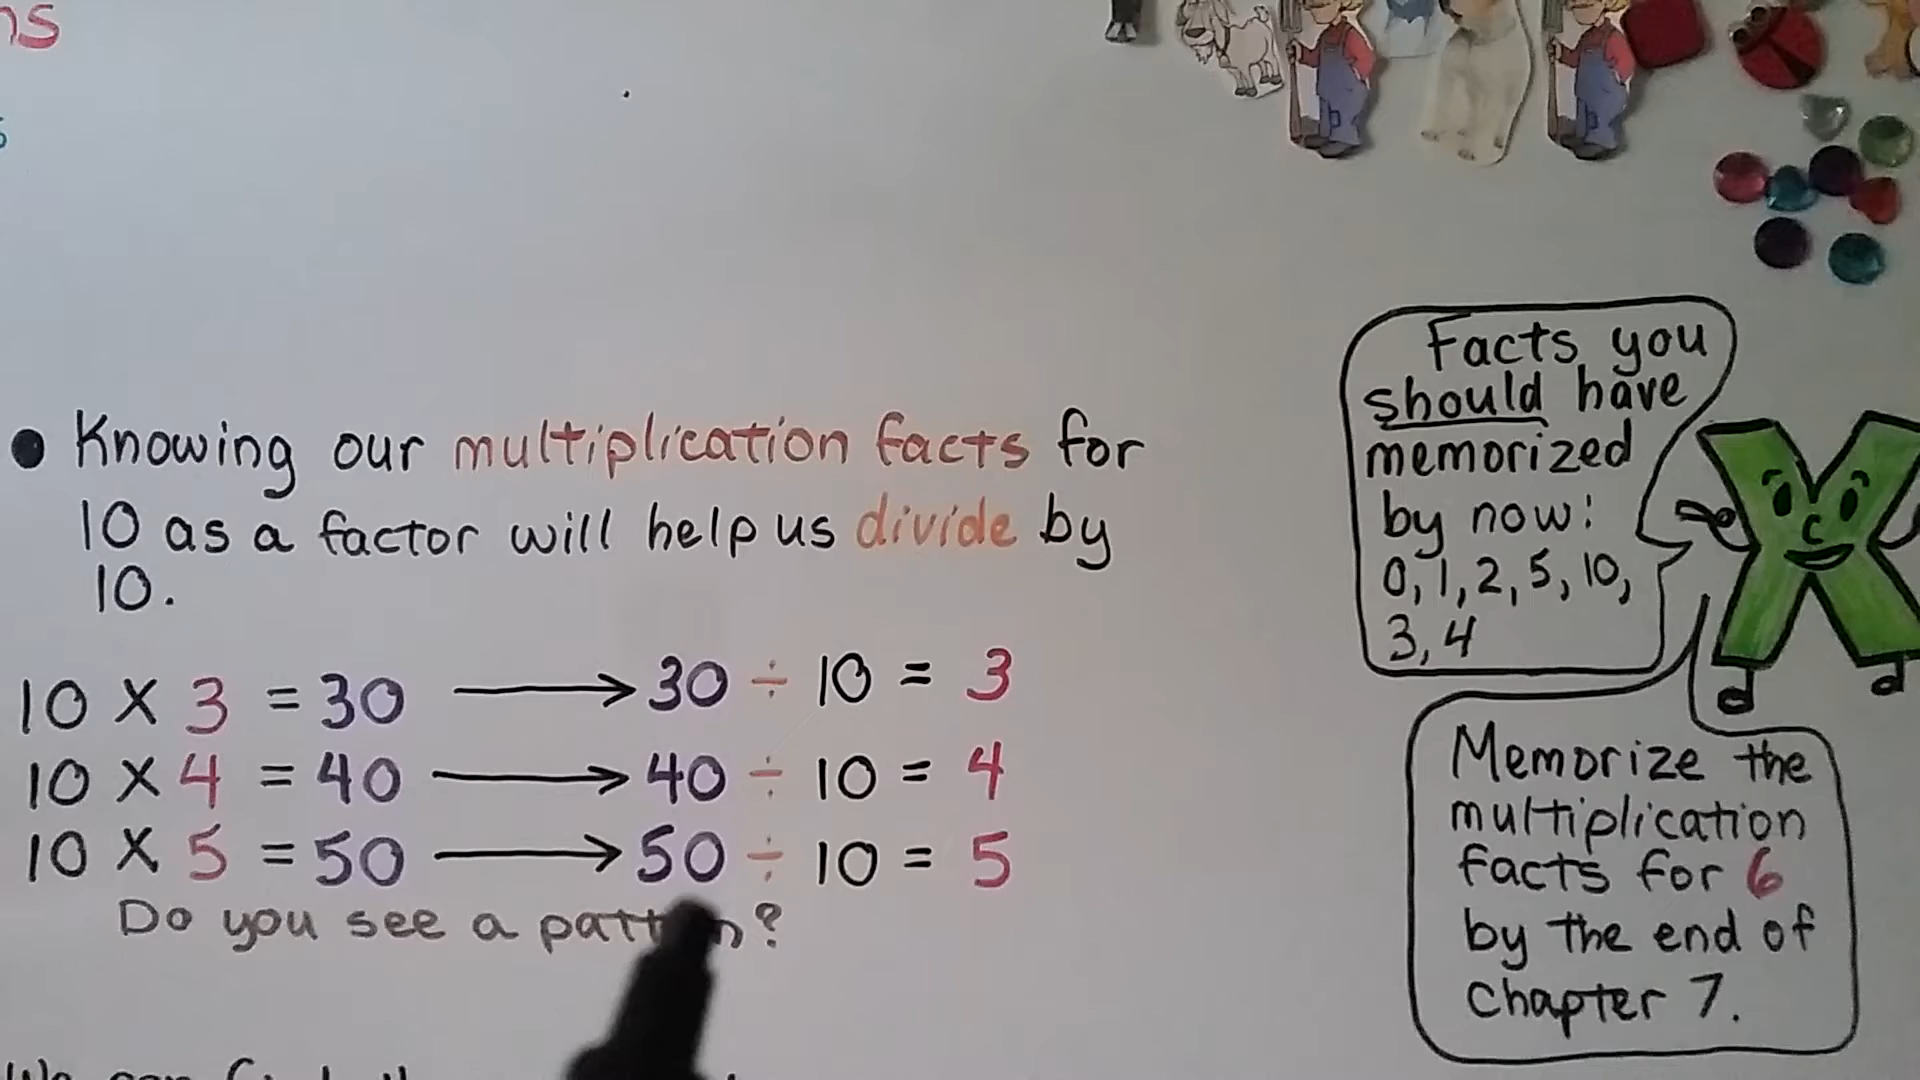 ● Knowing our multiplication facts for
10 as a factor will help us divide by
10.
10 X 3 = 30 → 30 ÷ 10 = 3
10 X 4 = 40 → 40 ÷ 10 = 4
10 X 5 = 50 → 50 ÷ 10 = 5
Do you see a
Facts you
should have
memorized
by now:
0, 1, 2, 5, 10,
3, 4
Memorize the
multiplication
facts for 6
by the end of
Chapter 7.